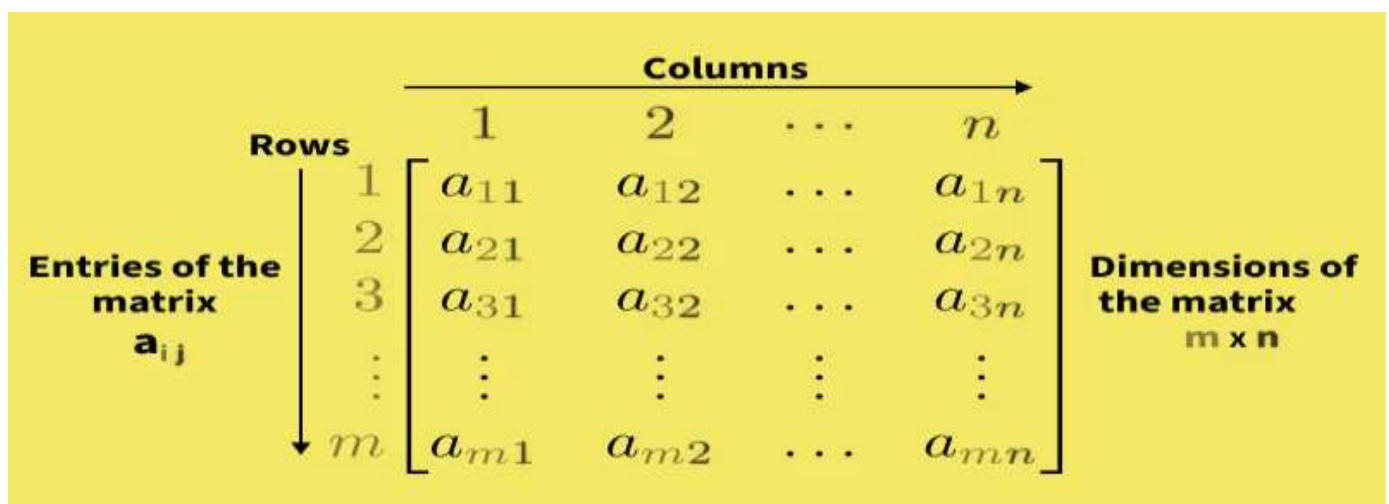 Columns
1 2 ... n
Rows
1 a11 a12 ... a1n
2 a21 a22 ... a2n
Entries of the
matrix
aij
3 a31 a32 ... a3n
Dimensions of
the matrix
m x n
⋮ ⋮ ⋮ ⋮ ⋮
m am1 am2 ... amn